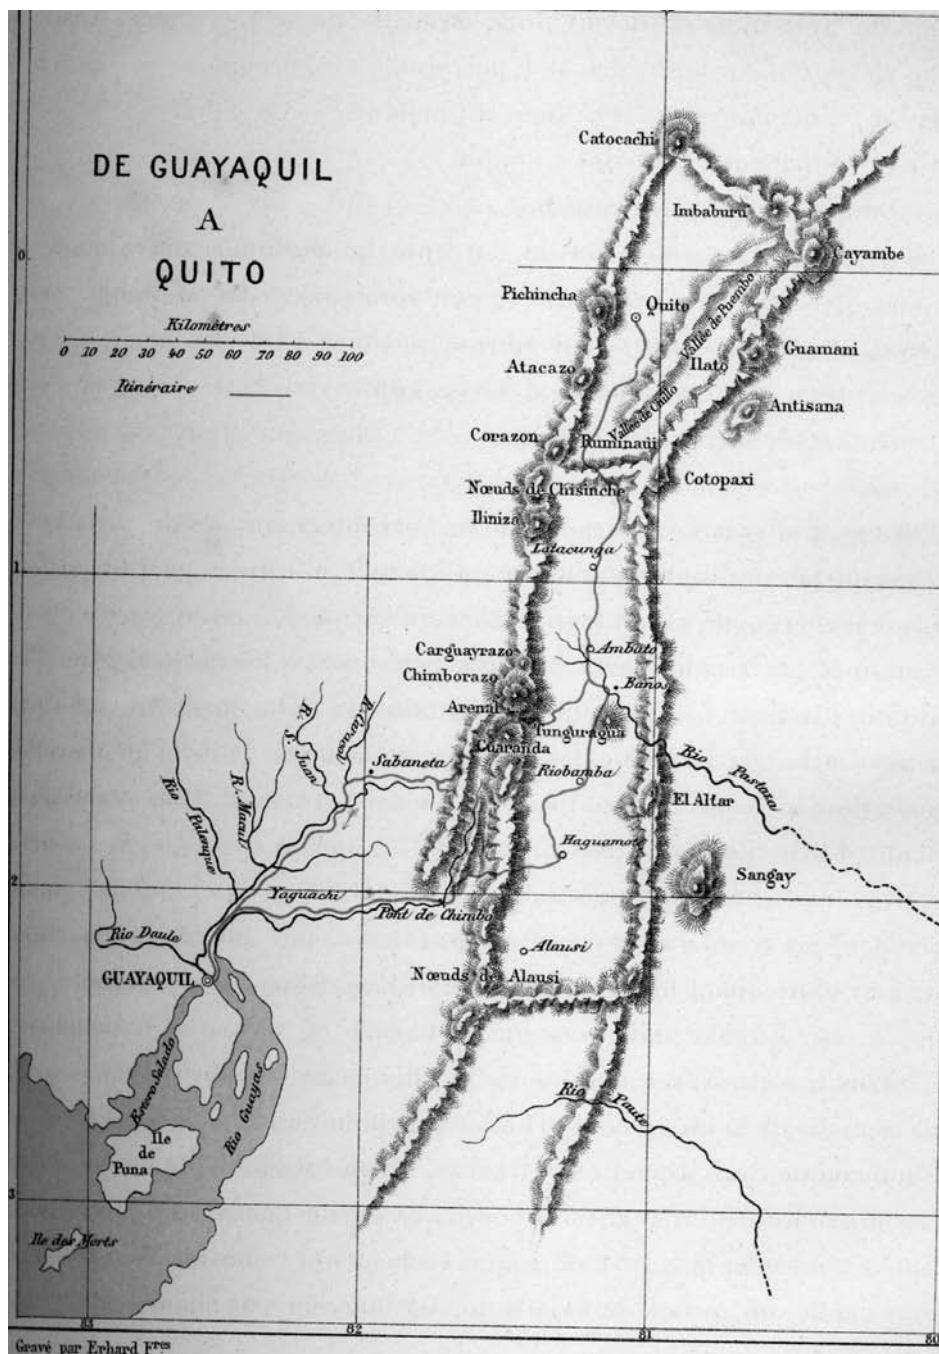 DE GUAYAQUIL
A
QUITO
Kilomètres
0 10 20 30 40 50 60 70 80 90 100
Itinéraire
Catocachi
Imbaburú
0
Cayambe
Pichincha
Quito
Vallée de Puembo
Guamani
Ilato
Atacazo
Vallée de Quillo
Antisana
Corazon
Ruminaüi
Cotopaxi
Nœuds de Chisinche
Iliniza
Latacunga
1
Ambato
Carguayrazo
Chimborazo
Baños
Arenal
Tunguragua
Guaranda
Rio Pastaza
R. Caracol
R. S. Juan
Sabaneta
Riobamba
Rio Palenque
R. Macul
El Altar
Haguamote
Sangay
2
Yaguachi
Pont de Chimbo
Rio Daule
Alausi
GUAYAQUIL
Nœuds de Alausi
Estero Salado
Rio Guayas
Rio Paute
Ile
de
Puna
3
Ile des Morts
83 82 81 80
Gravé par Erhard Fres